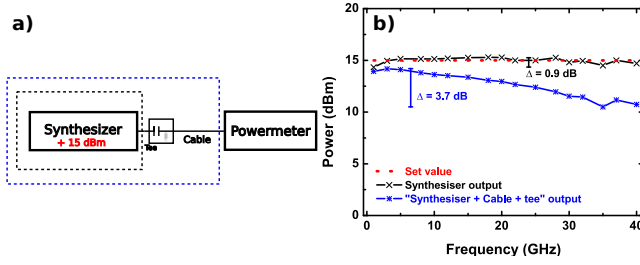 a)
Synthesizer
+ 15 dBm
Tee
Cable
Powermeter
b)
20
15
10
5
0
Power (dBm)
Δ = 0.9 dB
Δ = 3.7 dB
Set value
Synthesiser output
"Synthesiser + Cable + tee" output
0
10
20
30
40
Frequency (GHz)